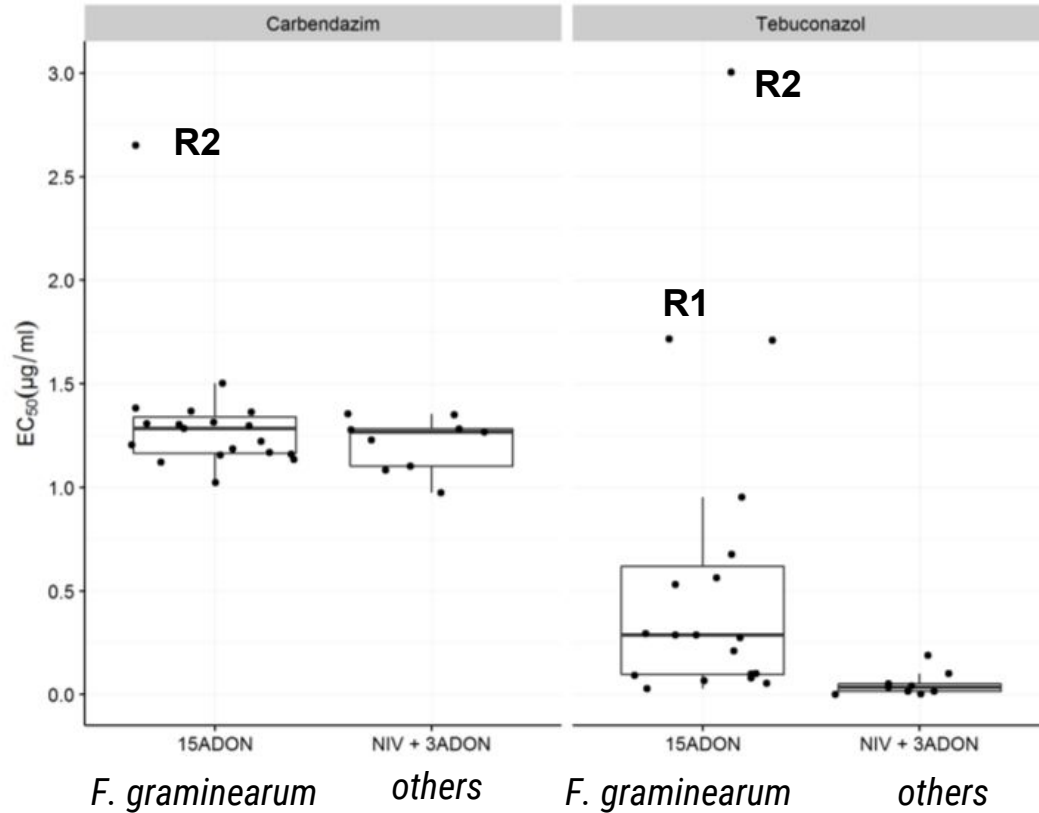 Carbendazim
Tebuconazol
EC50(µg/ml)
3.0
2.5
2.0
1.5
1.0
0.5
0.0
R2
R2
R1
15ADON
NIV + 3ADON
15ADON
NIV + 3ADON
F. graminearum
others
F. graminearum
others